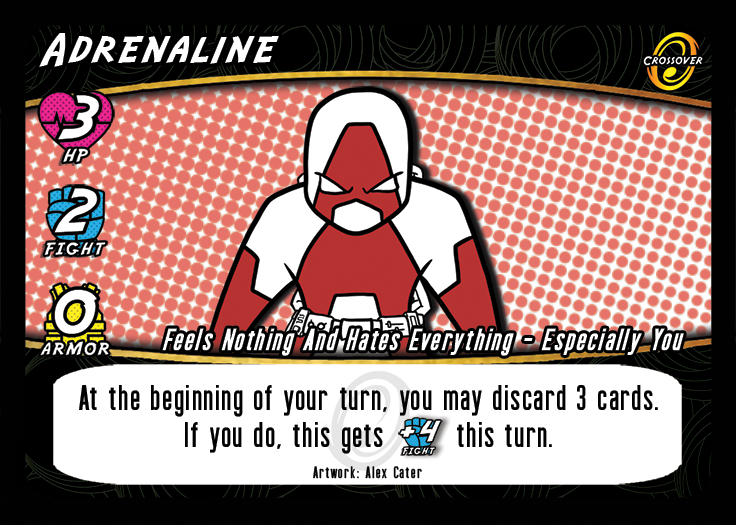 Adrenaline
Crossover
3
HP
2
Fight
0
Armor
Feels Nothing And Hates Everything - Especially You
At the beginning of your turn, you may discard 3 cards.
If you do, this gets +4 Fight this turn.
Artwork: Alex Cater